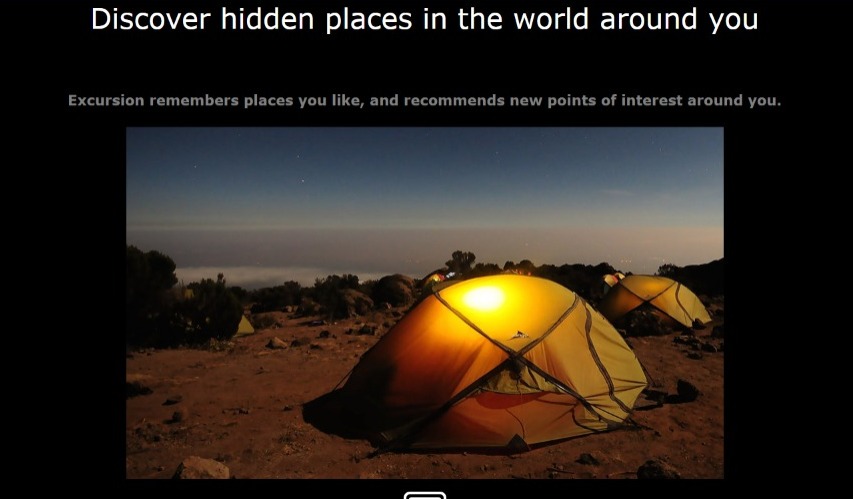 Discover hidden places in the world around you
Excursion remembers places you like, and recommends new points of interest around you.